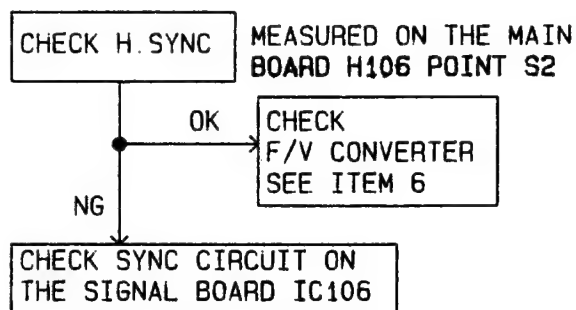 CHECK H.SYNC
MEASURED ON THE MAIN
BOARD H106 POINT S2
OK
CHECK
F/V CONVERTER
SEE ITEM 6
NG
CHECK SYNC CIRCUIT ON
THE SIGNAL BOARD IC106